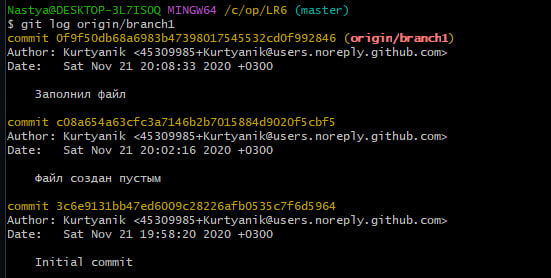 Nastya@DESKTOP-3L7ISOQ MINGW64 /c/op/LR6 (master)
$ git log origin/branch1
commit 0f9f50db68a6983b47398017545532cd0f992846 (origin/branch1)
Author: Kurtyanik <45309985+Kurtyanik@users.noreply.github.com>
Date:   Sat Nov 21 20:08:33 2020 +0300
Заполнил файл
commit c08a654a63cfc3a7146b2b7015884d9020f5cbf5
Author: Kurtyanik <45309985+Kurtyanik@users.noreply.github.com>
Date:   Sat Nov 21 20:02:16 2020 +0300
Файл создан пустым
commit 3c6e9131bb47ed6009c28226afb0535c7f6d5964
Author: Kurtyanik <45309985+Kurtyanik@users.noreply.github.com>
Date:   Sat Nov 21 19:58:20 2020 +0300
Initial commit